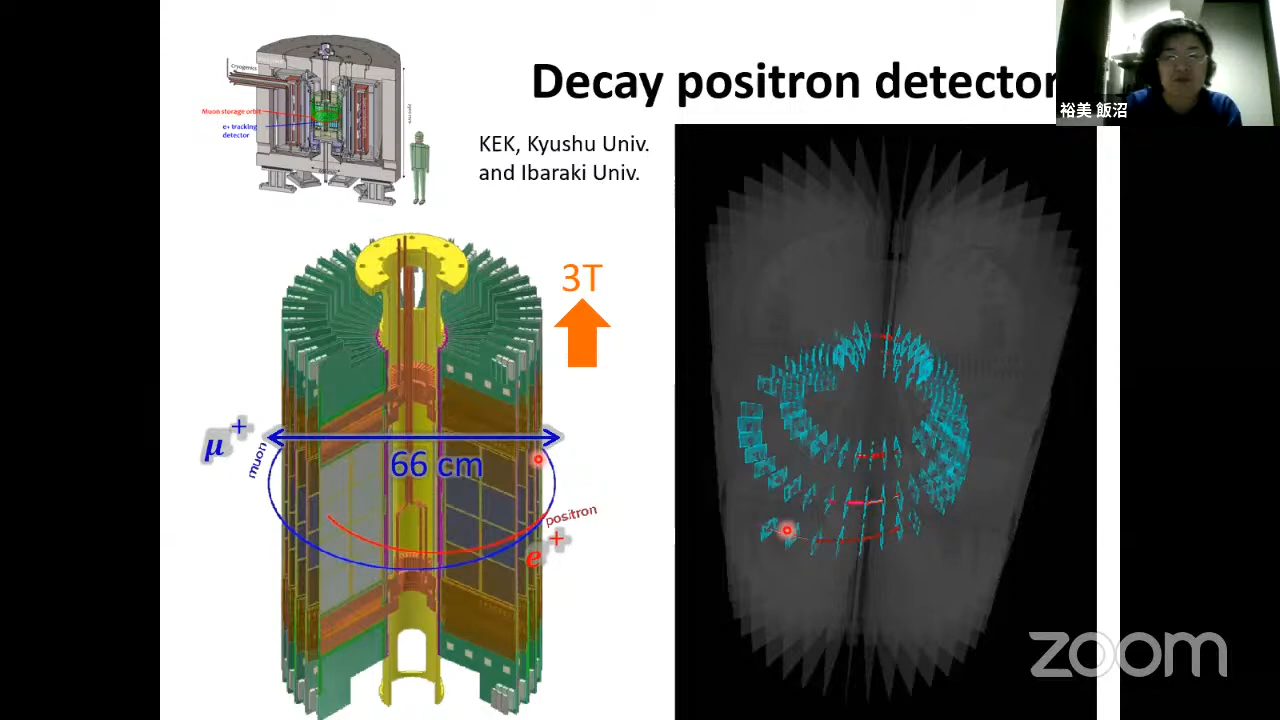 Decay positron detector
裕美 飯沼
Cryogenics
Muon storage orbit
e+ tracking
detector
KEK, Kyushu Univ.
and Ibaraki Univ.
3T
μ+
muon
66 cm
positron
e+
zoom